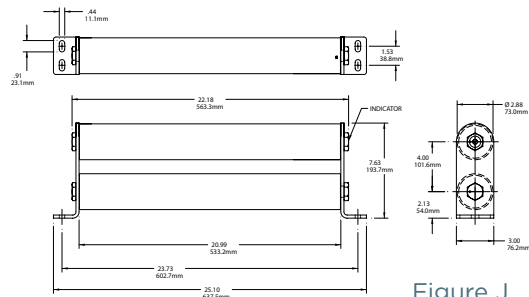 .44
11.1mm
.91
23.1mm
1.53
38.8mm
22.18
563.3mm
INDICATOR
Ø 2.88
73.0mm
7.63
193.7mm
4.00
101.6mm
2.13
54.0mm
20.99
533.2mm
3.00
76.2mm
23.73
602.7mm
25.10
637.5mm
Figure J